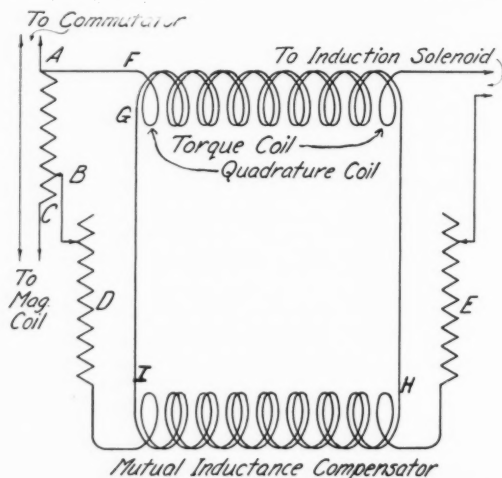 To Commutator
A
F
To Induction Solenoid
G
Torque Coil
Quadrature Coil
B
C
To
Mag.
Coil
D
E
I
H
Mutual Inductance Compensator